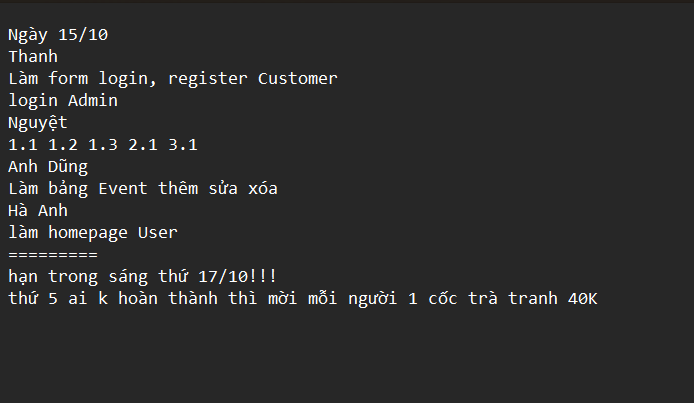 Ngày 15/10
Thanh
Làm form login, register Customer
login Admin
Nguyệt
1.1 1.2 1.3 2.1 3.1
Anh Dũng
Làm bảng Event thêm sửa xóa
Hà Anh
làm homepage User
=========
hạn trong sáng thứ 17/10!!!
thứ 5 ai k hoàn thành thì mời mỗi người 1 cốc trà tranh 40K